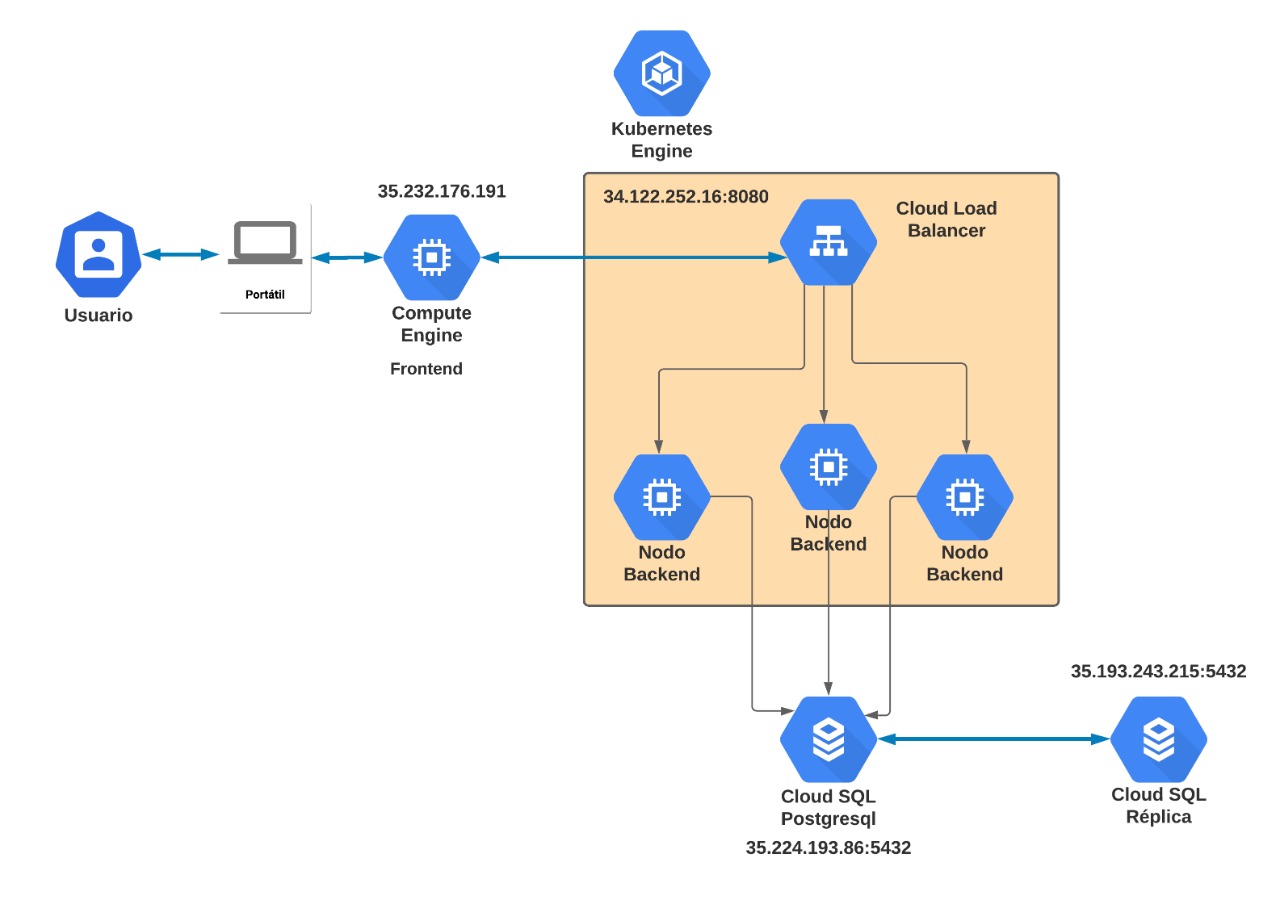 Kubernetes
Engine
35.232.176.191
34.122.252.16:8080
Cloud Load
Balancer
Portátil
Usuario
Compute
Engine
Frontend
Nodo
Backend
Nodo
Backend
Nodo
Backend
35.193.243.215:5432
Cloud SQL
Postgresql
35.224.193.86:5432
Cloud SQL
Réplica